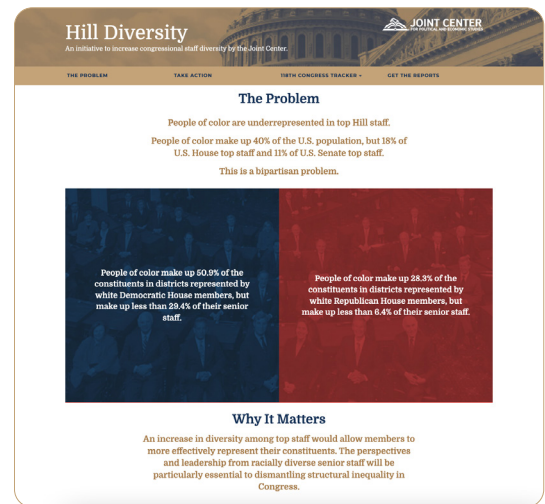 Hill Diversity
An initiative to increase congressional staff diversity by the Joint Center.
JOINT CENTER
FOR POLITICAL AND ECONOMIC STUDIES
THE PROBLEM
TAKE ACTION
118TH CONGRESS TRACKER
GET THE REPORTS
The Problem
People of color are underrepresented in top Hill staff.
People of color make up 40% of the U.S. population, but 18% of
U.S. House top staff and 11% of U.S. Senate top staff.
This is a bipartisan problem.
People of color make up 50.9% of the
constituents in districts represented by
white Democratic House members, but
make up less than 29.4% of their senior
staff.
People of color make up 28.3% of the
constituents in districts represented by
white Republican House members, but
make up less than 6.4% of their senior staff.
Why It Matters
An increase in diversity among top staff would allow members to
more effectively represent their constituents. The perspectives
and leadership from racially diverse senior staff will be
particularly essential to dismantling structural inequality in
Congress.